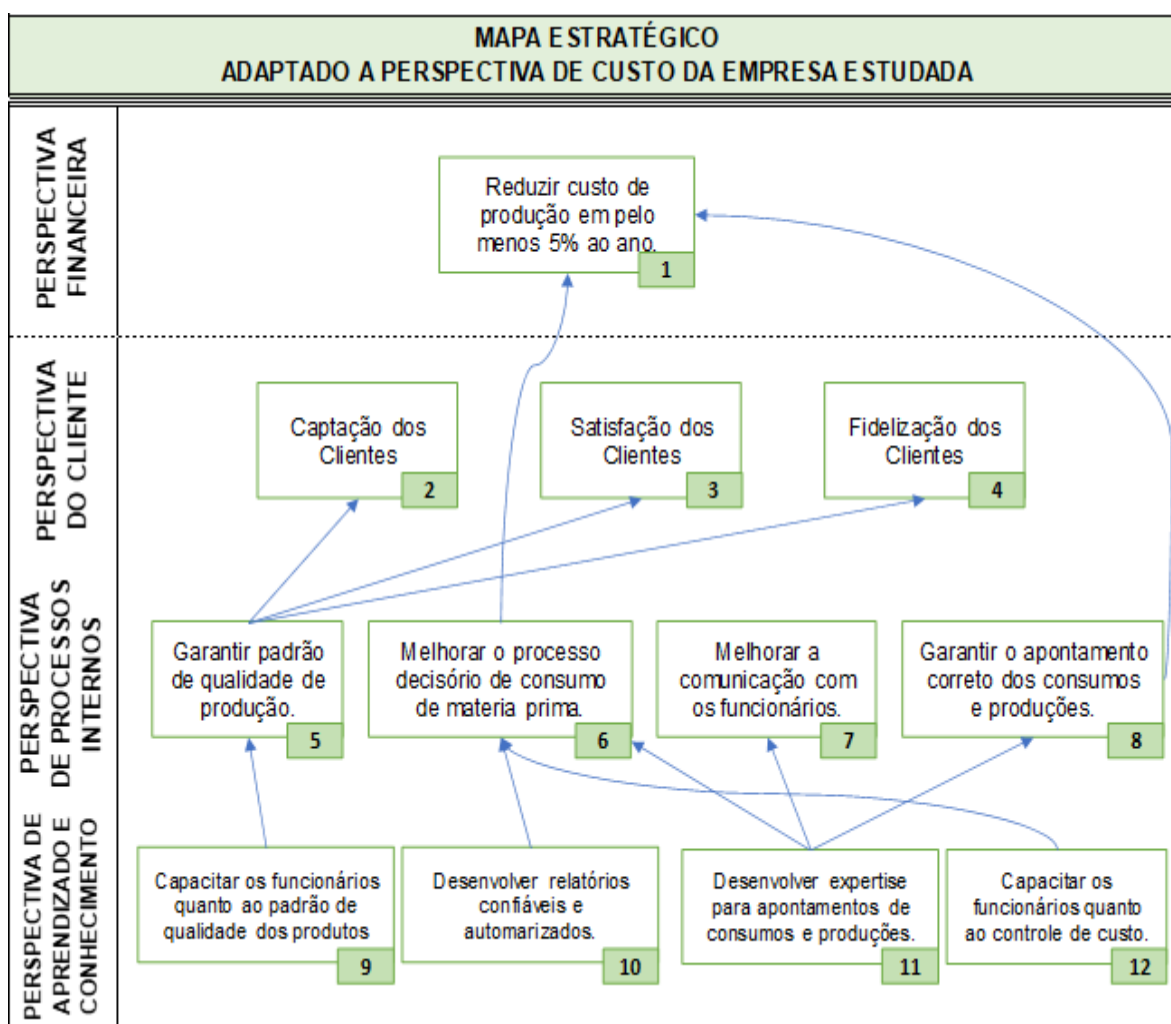 MAPA ESTRATÉGICO
ADAPTADO A PERSPECTIVA DE CUSTO DA EMPRESA ESTUDADA
PERSPECTIVA
FINANCEIRA
Reduzir custo de
produção em pelo
menos 5% ao ano.
1
PERSPECTIVA
DO CLIENTE
Captação dos
Clientes
2
Satisfação dos
Clientes
3
Fidelização dos
Clientes
4
PERSPECTIVA
DE PROCESSOS
INTERNOS
Garantir padrão
de qualidade de
produção.
5
Melhorar o processo
decisório de consumo
de materia prima.
6
Melhorar a
comunicação com
os funcionários.
7
Garantir o apontamento
correto dos consumos
e produções.
8
PERSPECTIVA DE
APRENDIZADO E
CONHECIMENTO
Capacitar os funcionários
quanto ao padrão de
qualidade dos produtos
9
Desenvolver relatórios
confiáveis e
automarizados.
10
Desenvolver expertise
para apontamentos de
consumos e produções.
11
Capacitar os
funcionários quanto
ao controle de custo.
12